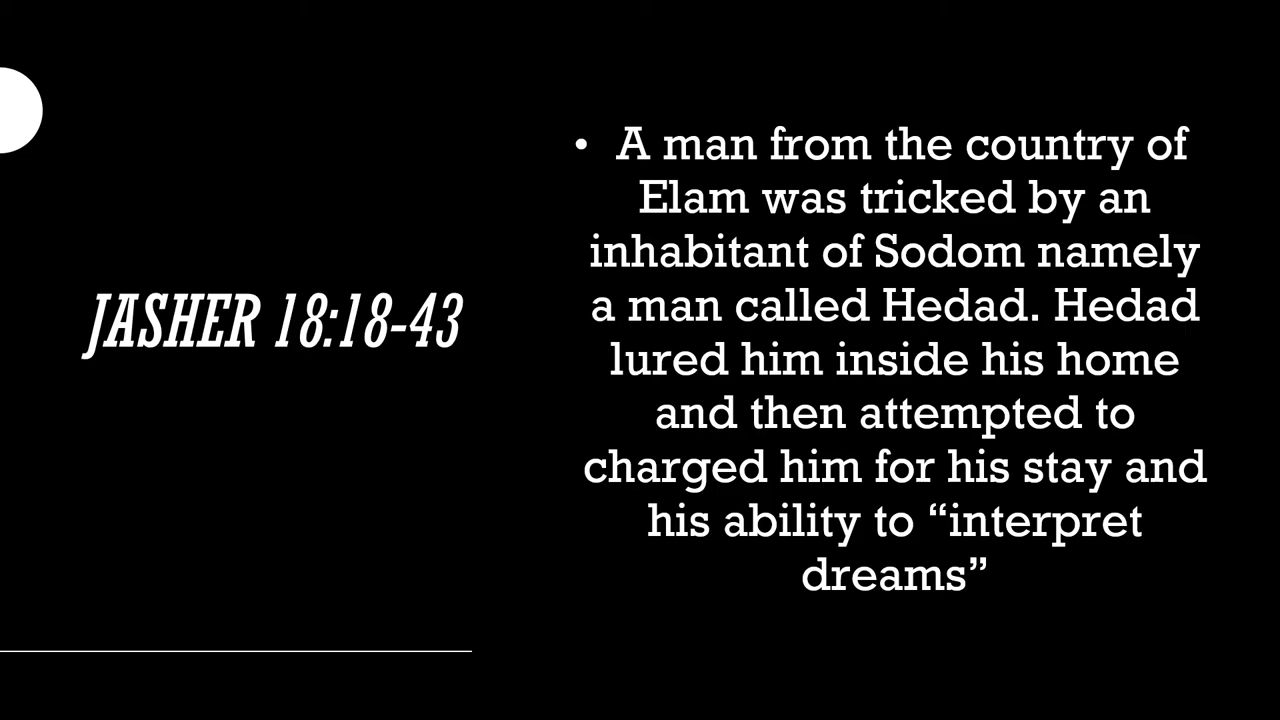 JASHER 18:18-43
• A man from the country of
Elam was tricked by an
inhabitant of Sodom namely
a man called Hedad. Hedad
lured him inside his home
and then attempted to
charged him for his stay and
his ability to “interpret
dreams”